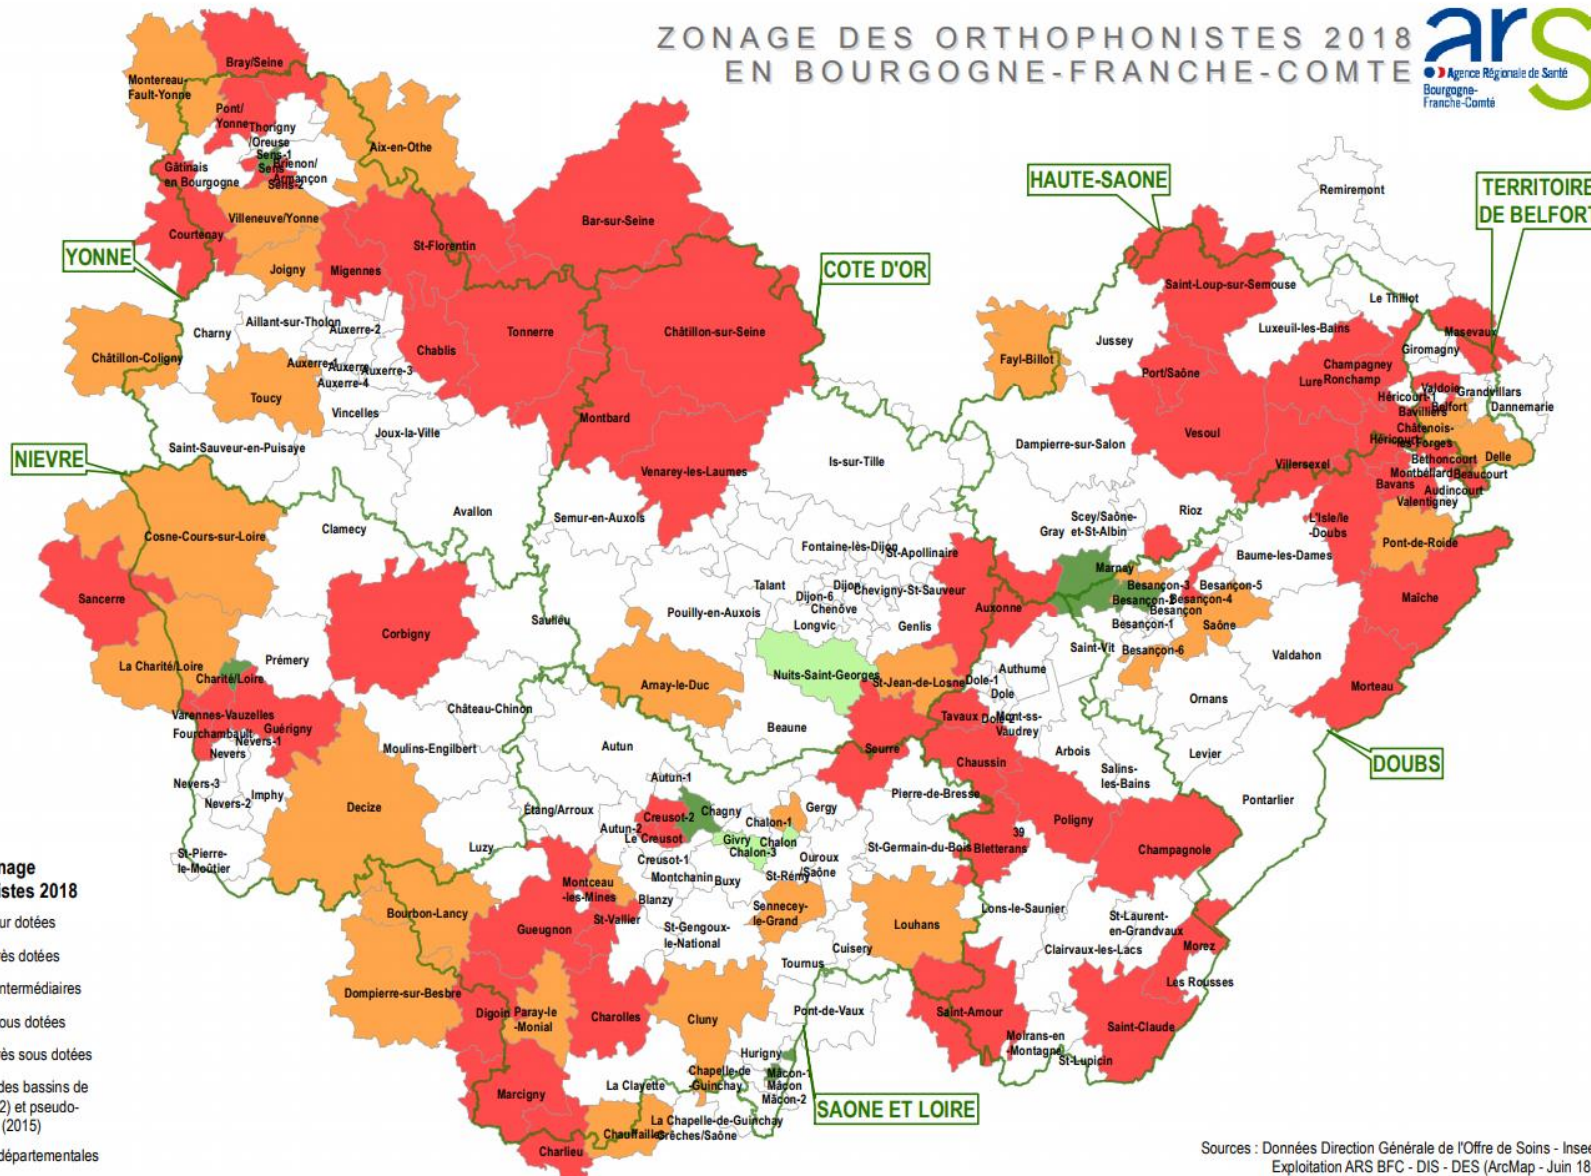 ZONAGE DES ORTHOPHONISTES 2018
EN BOURGOGNE-FRANCHE-COMTE
ars
Agence Régionale de Santé
Bourgogne-
Franche-Comté
Bray/Seine
Montereau-
Fault-Yonne
Pont/
Yonne
Thorigny
/Oreuse
Sens-1
Sens
Brienon/
Armançon
Sens-2
Aix-en-Othe
Gâtinais
en Bourgogne
Villeneuve/Yonne
Courtenay
St-Florentin
Bar-sur-Seine
HAUTE-SAONE
Remiremont
TERRITOIRE
DE BELFORT
YONNE
Joigny
Migennes
COTE D'OR
Saint-Loup-sur-Semouse
Le Thillot
Charny
Aillant-sur-Tholon
Auxerre-2
Tonnerre
Châtillon-sur-Seine
Luxeuil-les-Bains
Masevaux
Jussey
Giromagny
Châtillon-Coligny
Chablis
Fayl-Billot
Auxerre-1
Auxerre
Auxerre-3
Auxerre-4
Port/Saône
Champagney
Lure
Ronchamp
Toucy
Valdoie
Grandvillars
Héricourt-1
Belfort
Bavilliers
Dannemarie
Vincelles
Montbard
Joux-la-Ville
Vesoul
Châtenois-
les-Forges
Héricourt
Saint-Sauveur-en-Puisaye
Dampierre-sur-Salon
NIEVRE
Is-sur-Tille
Villersexel
Bethoncourt
Delle
Venarey-les-Laumes
Montbéliard
Beaucourt
Bavans
Audincourt
Valentigney
Avallon
Semur-en-Auxois
Clamecy
Cosne-Cours-sur-Loire
Rioz
Scey/Saône-
et-St-Albin
Gray
L'Isle/le
-Doubs
Pont-de-Roide
Fontaine-lès-Dijon
St-Apollinaire
Baume-les-Dames
Marnay
Sancerre
Talant
Dijon
Chevigny-St-Sauveur
Dijon-6
Chenôve
Longvic
Besançon-3
Besançon-5
Besançon-2
Besançon-4
Besançon
Besançon-1
Maîche
Pouilly-en-Auxois
Auxonne
Saulieu
Genlis
Saône
Corbigny
Saint-Vit
Besançon-6
Valdahon
La Charité/Loire
Prémery
Charité/Loire
Nuits-Saint-Georges
St-Jean-de-Losne
Authume
Dole-1
Dole
Arnay-le-Duc
Morteau
Ornans
Château-Chinon
Varennes-Vauzelles
Guérigny
Fourchambault
Nevers-1
Nevers
Beaune
Tavaux
Dole-2
Mont-ss-
Vaudrey
Moulins-Engilbert
Autun
Seurre
Arbois
Levier
DOUBS
Chaussin
Salins-
les-Bains
Nevers-3
Nevers-2
Imphy
Decize
Autun-1
Pierre-de-Bresse
Pontarlier
Étang/Arroux
Creusot-2
Chagny
Gergy
Chalon-1
Autun-2
Le Creusot
Givry
Chalon
Chalon-3
Poligny
39
Bletterans
Champagnole
Luzy
St-Pierre-
le-Moûtier
Creusot-1
St-Germain-du-Bois
Ouroux
/Saône
Montchanin
Buxy
St-Rémy
Montceau
-les-Mines
Blanzy
Bourbon-Lancy
St-Vallier
Sennecey-
le-Grand
Louhans
Lons-le-Saunier
St-Laurent-
en-Grandvaux
Gueugnon
St-Gengoux-
le-National
Cuisery
Clairvaux-les-Lacs
Morez
Tournus
Les Rousses
Dompierre-sur-Besbre
Digoin
Paray-le
-Monial
Charolles
Cluny
Pont-de-Vaux
Saint-Amour
Saint-Claude
Moirans-en
-Montagne
St-Lupicin
Hurigny
Mâcon-1
Mâcon
Mâcon-2
Chapelle-de
-Guinchay
La Clayette
Marcigny
SAONE ET LOIRE
La Chapelle-de-Guinchay
Chauffailles
Crêches/Saône
Charlieu
nage
istes 2018
ur dotées
rès dotées
ntermédiaires
ous dotées
rès sous dotées
des bassins de
2) et pseudo-
(2015)
départementales
Sources : Données Direction Générale de l'Offre de Soins - Insee
Exploitation ARS BFC - DIS - DES (ArcMap - Juin 18